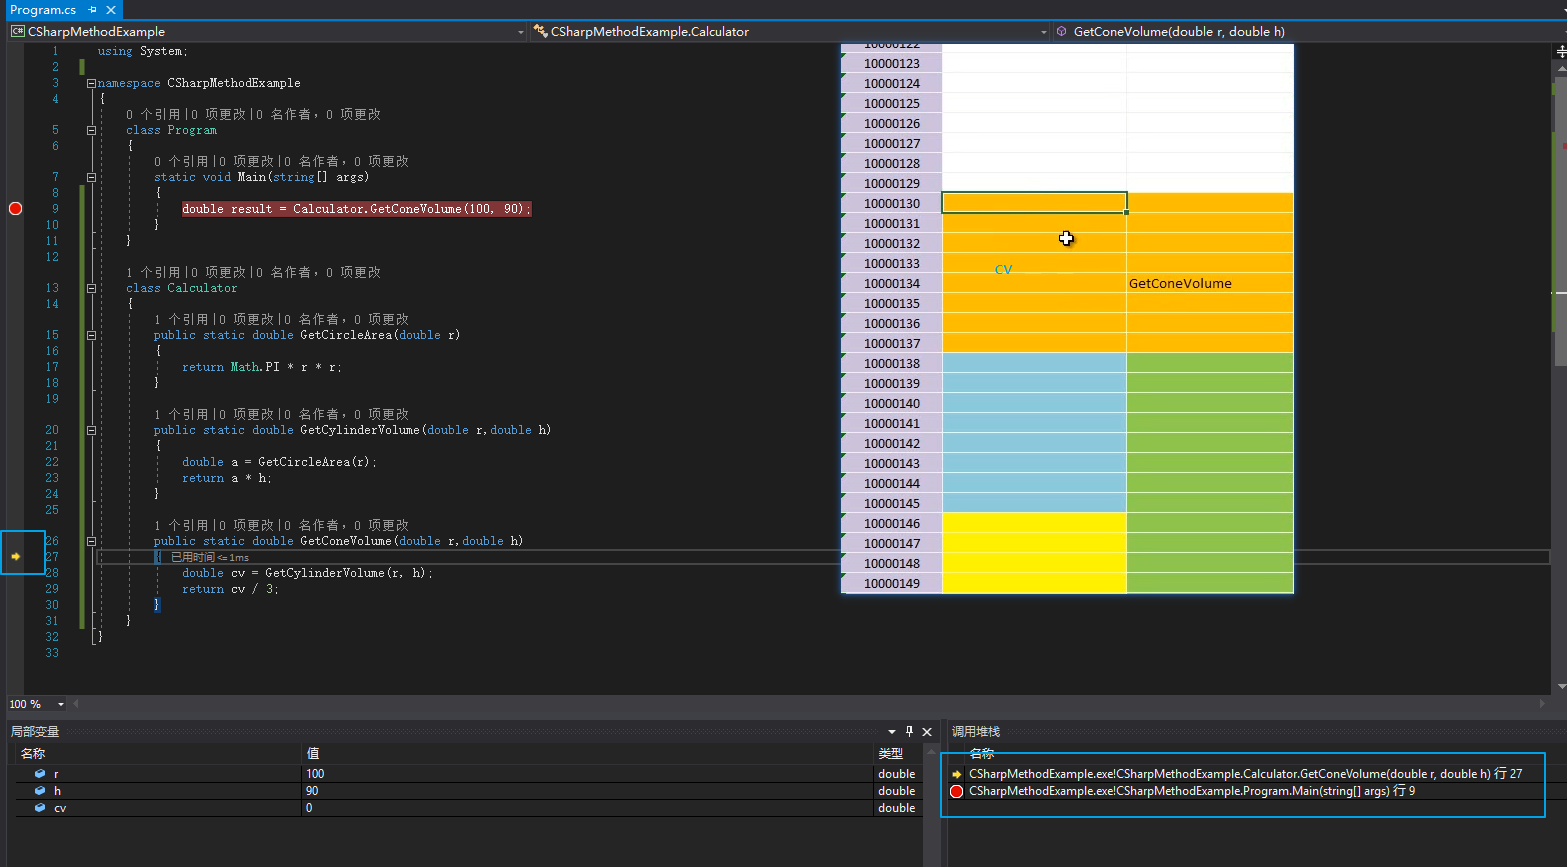 Program.cs
CSharpMethodExample
CSharpMethodExample.Calculator
GetConeVolume(double r, double h)
1 using System;
2
3 namespace CSharpMethodExample
4 {
0 个引用|0 项更改|0 名作者，0 项更改
5 class Program
6 {
0 个引用|0 项更改|0 名作者，0 项更改
7 static void Main(string[] args)
8 {
9 double result = Calculator.GetConeVolume(100, 90);
10 }
11 }
12
1 个引用|0 项更改|0 名作者，0 项更改
13 class Calculator
14 {
1 个引用|0 项更改|0 名作者，0 项更改
15 public static double GetCircleArea(double r)
16 {
17 return Math.PI * r * r;
18 }
19
1 个引用|0 项更改|0 名作者，0 项更改
20 public static double GetCylinderVolume(double r,double h)
21 {
22 double a = GetCircleArea(r);
23 return a * h;
24 }
25
1 个引用|0 项更改|0 名作者，0 项更改
26 public static double GetConeVolume(double r,double h)
27 { 已用时间 <= 1ms
28 double cv = GetCylinderVolume(r, h);
29 return cv / 3;
30 }
31 }
32 }
33
10000122
10000123
10000124
10000125
10000126
10000127
10000128
10000129
10000130
10000131
10000132
10000133
CV
10000134 GetConeVolume
10000135
10000136
10000137
10000138
10000139
10000140
10000141
10000142
10000143
10000144
10000145
10000146
10000147
10000148
10000149
100 %
局部变量
名称 值 类型
r 100 double
h 90 double
cv 0 double
调用堆栈
名称
CSharpMethodExample.exe!CSharpMethodExample.Calculator.GetConeVolume(double r, double h) 行 27
CSharpMethodExample.exe!CSharpMethodExample.Program.Main(string[] args) 行 9